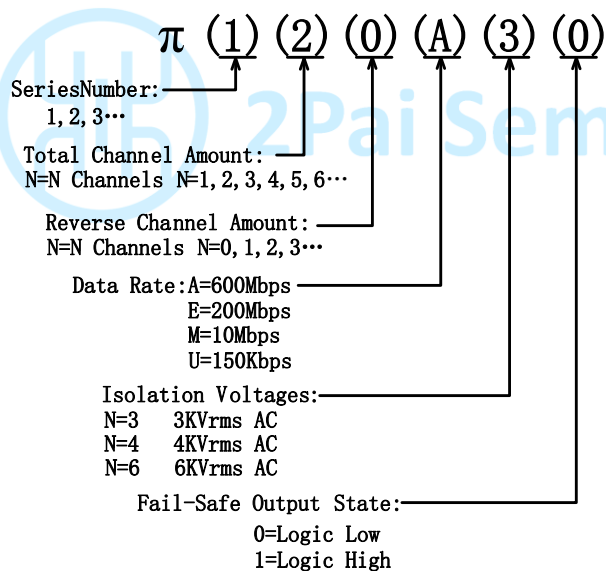 π (1) (2) (0) (A) (3) (0)
SeriesNumber:
1,2,3…
2Pai Sem
Total Channel Amount:
N=N Channels N=1,2,3,4,5,6…
Reverse Channel Amount:
N=N Channels N=0,1,2,3…
Data Rate:A=600Mbps
E=200Mbps
M=10Mbps
U=150Kbps
Isolation Voltages:
N=3 3KVrms AC
N=4 4KVrms AC
N=6 6KVrms AC
Fail-Safe Output State:
0=Logic Low
1=Logic High